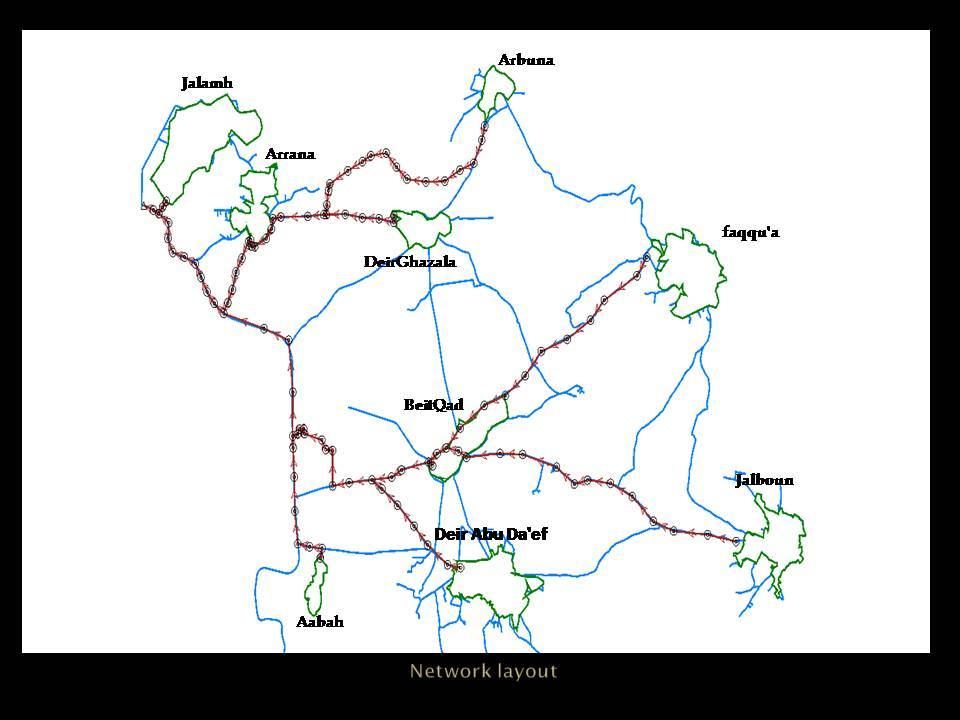 Arbuna
Jalamh
Arrana
faqqu'a
DeirGhazala
BeitQad
Jalboun
Deir Abu Da'ef
Aabah
Network layout